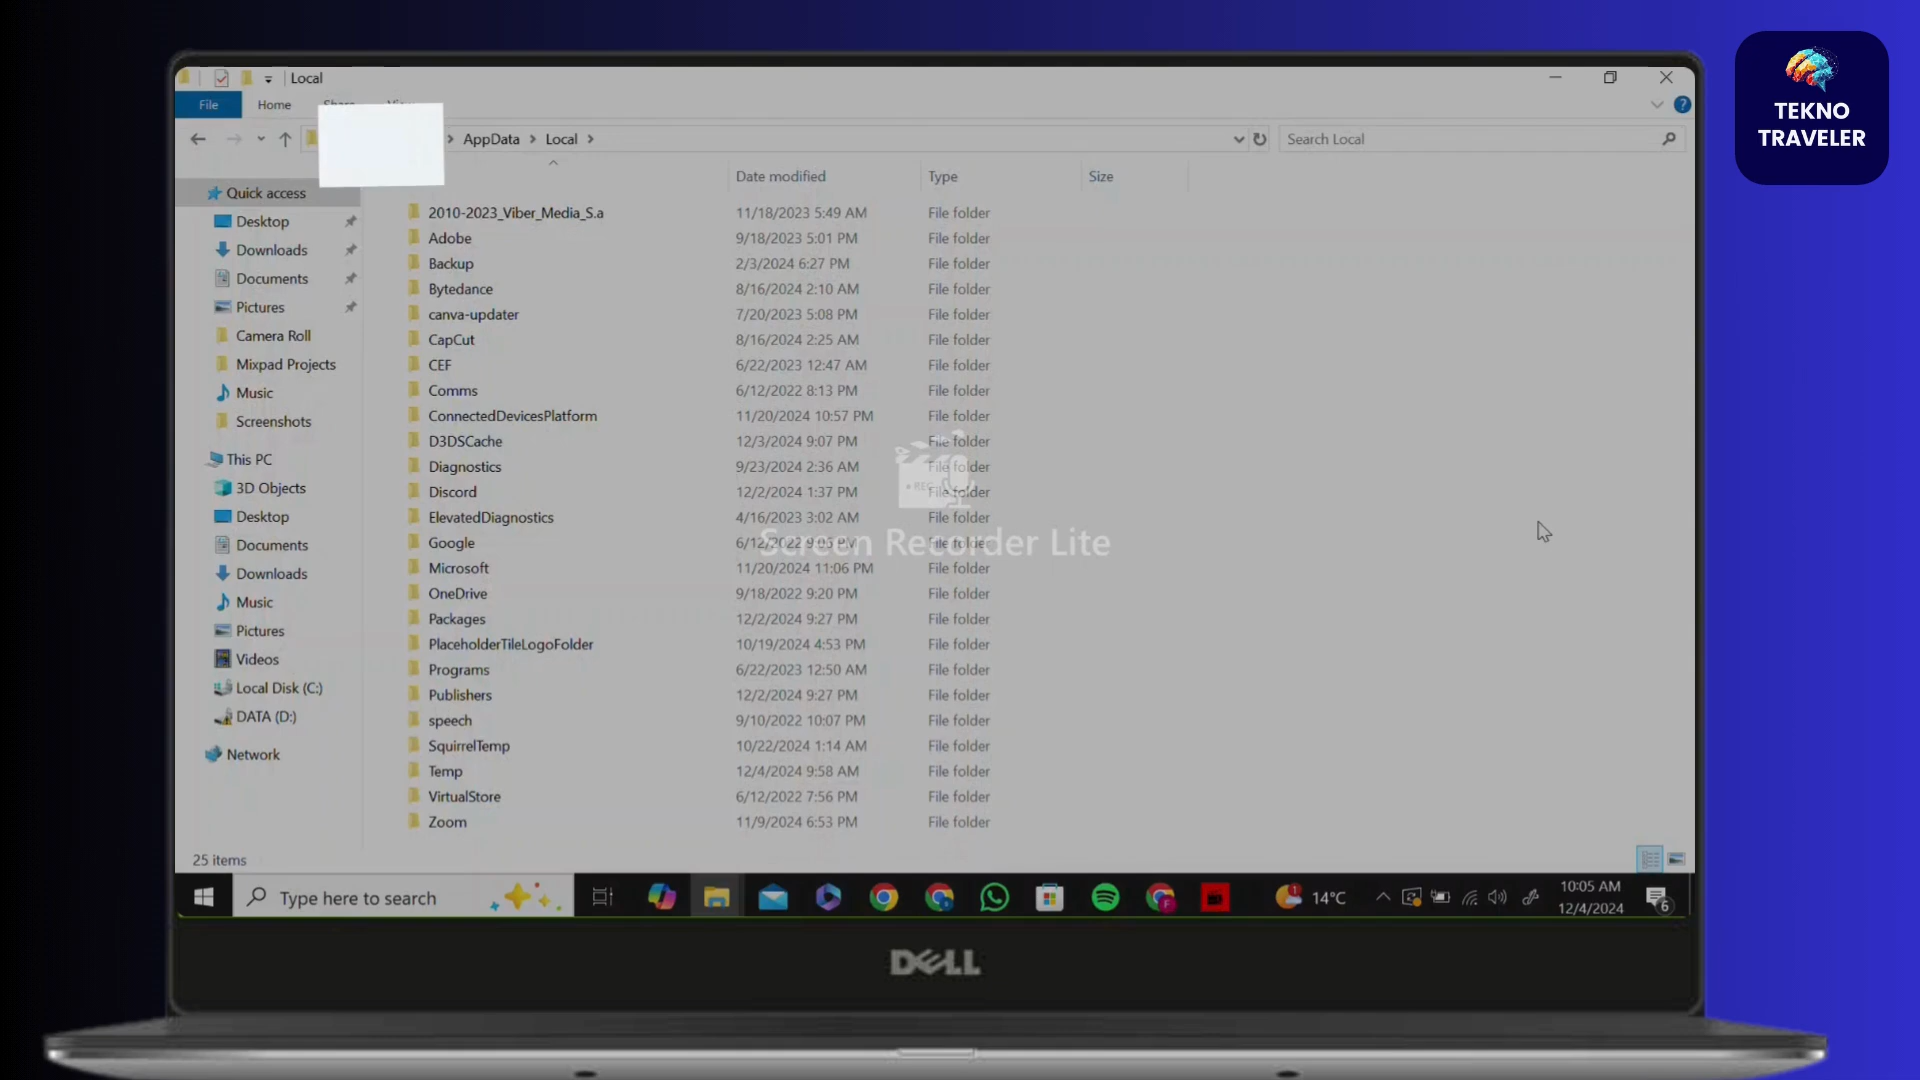 Local
File
Home
AppData
Local
Search Local
TEKNO
TRAVELER
Date modified
Type
Size
Quick access
Desktop
Downloads
Documents
Pictures
Camera Roll
Mixpad Projects
Music
Screenshots
This PC
3D Objects
Desktop
Documents
Downloads
Music
Pictures
Videos
Local Disk (C:)
DATA (D:)
Network
2010-2023_Viber_Media_S.a 11/18/2023 5:49 AM File folder
Adobe 9/18/2023 5:01 PM File folder
Backup 2/3/2024 6:27 PM File folder
Bytedance 8/16/2024 2:10 AM File folder
canva-updater 7/20/2023 5:08 PM File folder
CapCut 8/16/2024 2:25 AM File folder
CEF 6/22/2023 12:47 AM File folder
Comms 6/12/2022 8:13 PM File folder
ConnectedDevicesPlatform 11/20/2024 10:57 PM File folder
D3DSCache 12/3/2024 9:07 PM File folder
Diagnostics 9/23/2024 2:36 AM File folder
Discord 12/2/2024 1:37 PM File folder
ElevatedDiagnostics 4/16/2023 3:02 AM File folder
Google 6/12/2022 File folder
Screen Recorder Lite
Microsoft 11/20/2024 11:06 PM File folder
OneDrive 9/18/2022 9:20 PM File folder
Packages 12/2/2024 9:27 PM File folder
PlaceholderTileLogoFolder 10/19/2024 4:53 PM File folder
Programs 6/22/2023 12:50 AM File folder
Publishers 12/2/2024 9:27 PM File folder
speech 9/10/2022 10:07 PM File folder
SquirrelTemp 10/22/2024 1:14 AM File folder
Temp 12/4/2024 9:58 AM File folder
VirtualStore 6/12/2022 7:56 PM File folder
Zoom 11/9/2024 6:53 PM File folder
25 items
Type here to search
14°C
10:05 AM
12/4/2024
6
DELL